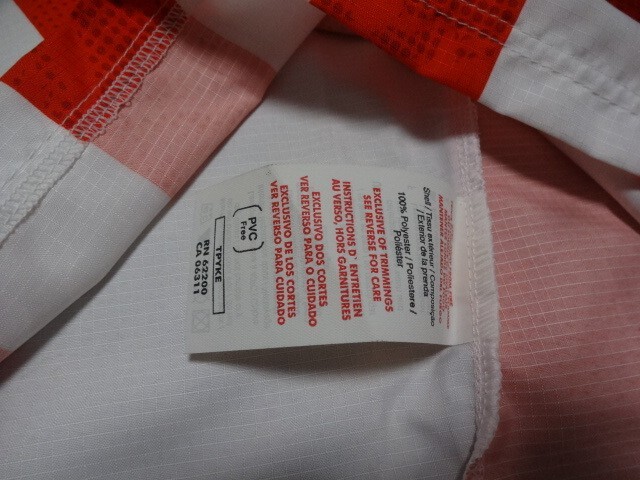 Shell / Tissu extérieur / Composição
/ Exterior de la prenda
100% Polyester / Poliestere /
Poliéster
EXCLUSIVE OF TRIMMINGS
SEE REVERSE FOR CARE
INSTRUCTIONS D' ENTRETIEN
AU VERSO, HORS GARNITURES
EXCLUSIVO DOS CORTES
VER REVERSO PARA O CUIDADO
EXCLUSIVO DE LOS CORTES
VER REVERSO PARA CUIDADO
PVC
Free
TPYKE
RN 62200
CA 06311